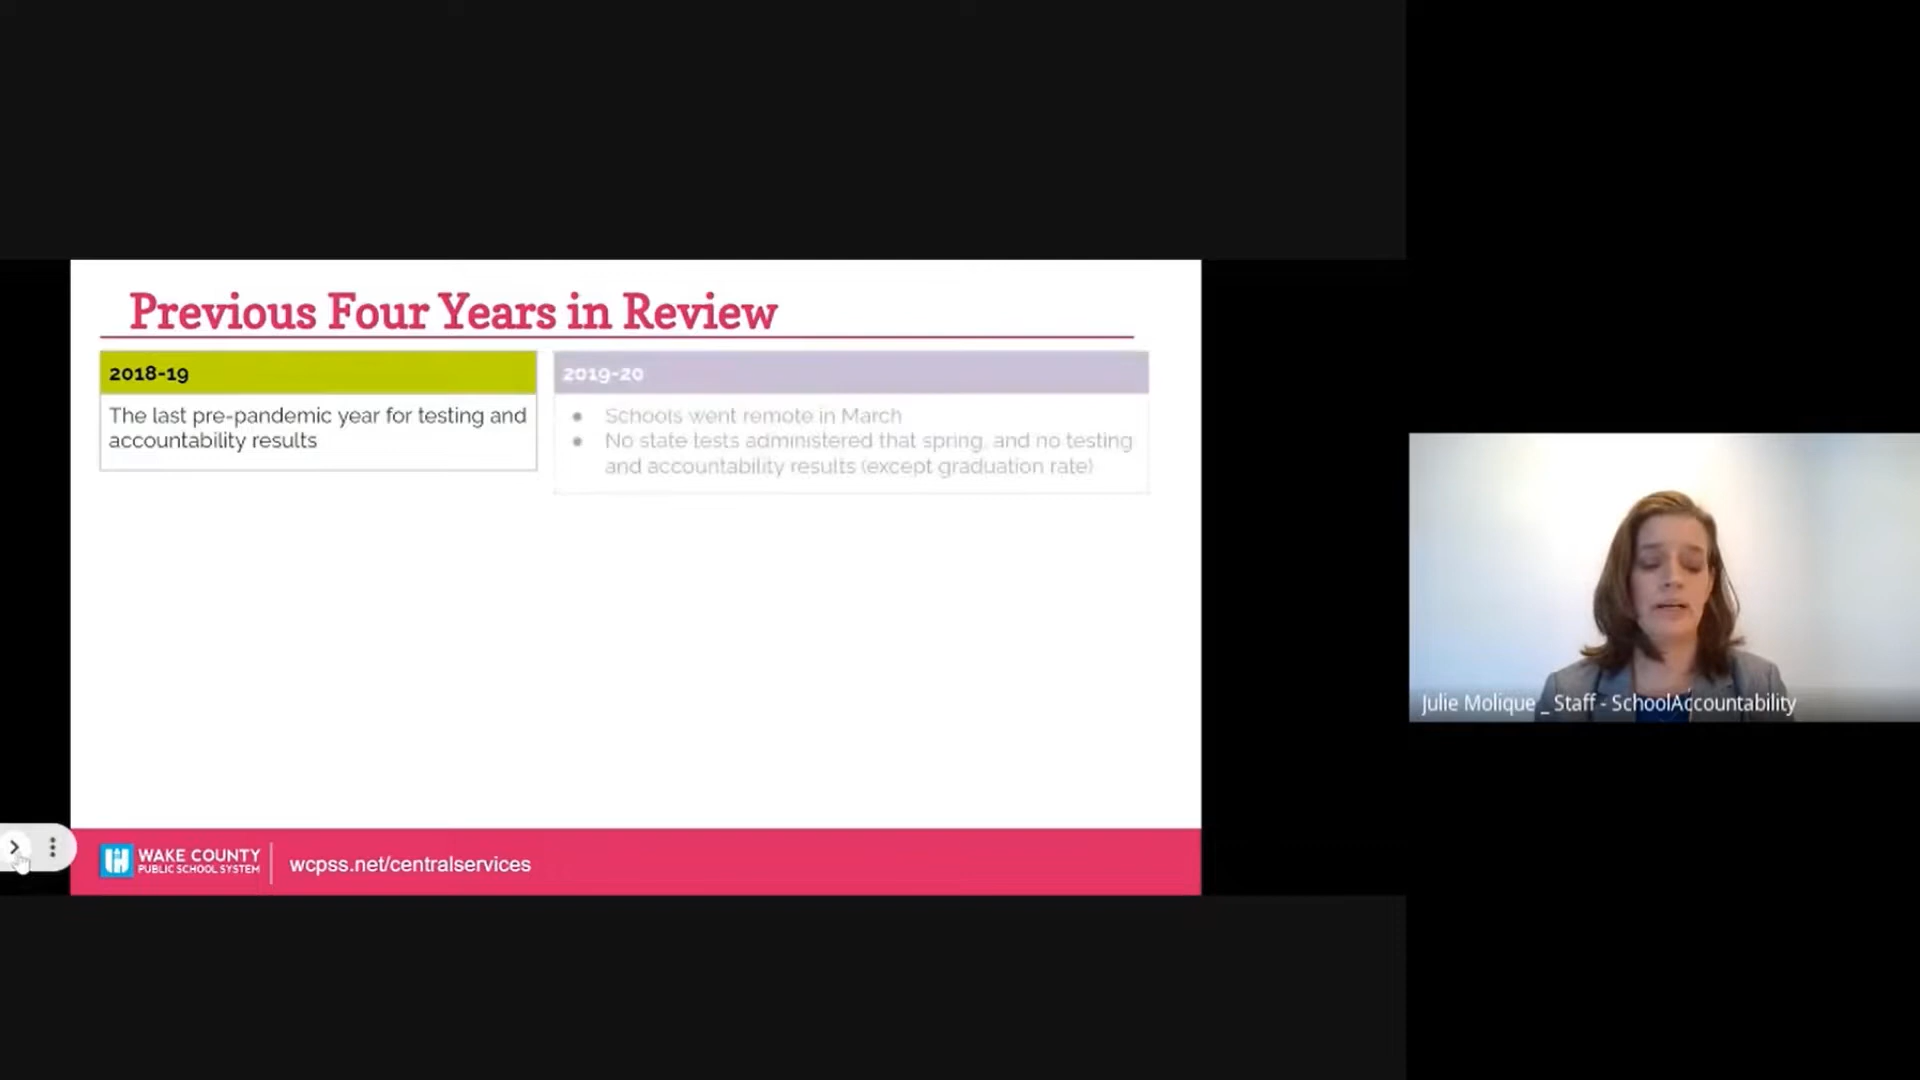 Previous Four Years in Review
2018-19
The last pre-pandemic year for testing and
accountability results
2019-20
● Schools went remote in March
● No state tests administered that spring, and no testing
and accountability results (except graduation rate)
WAKE COUNTY
PUBLIC SCHOOL SYSTEM
wcpss.net/centralservices
Julie Molique _ Staff - SchoolAccountability